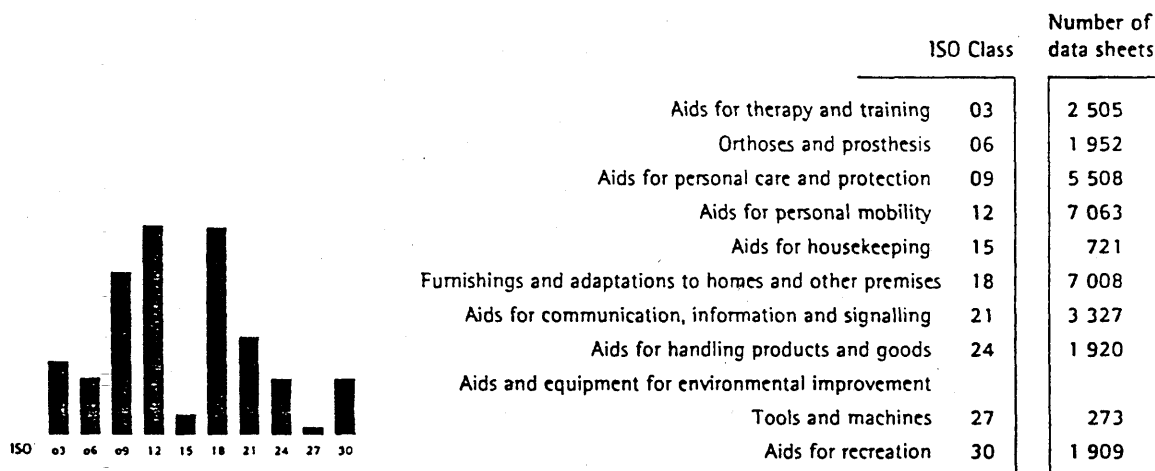 Number of
ISO Class data sheets
Aids for therapy and training 03 2 505
Orthoses and prosthesis 06 1 952
Aids for personal care and protection 09 5 508
Aids for personal mobility 12 7 063
Aids for housekeeping 15 721
Furnishings and adaptations to homes and other premises 18 7 008
Aids for communication, information and signalling 21 3 327
Aids for handling products and goods 24 1 920
Aids and equipment for environmental improvement
Tools and machines 27 273
Aids for recreation 30 1 909
ISO 03 06 09 12 15 18 21 24 27 30